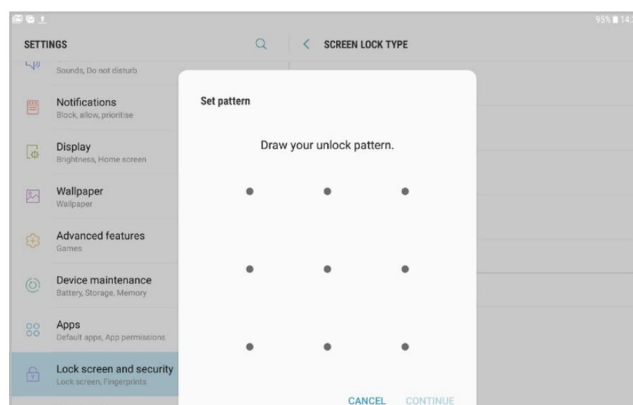 95% 14:
SETTINGS
SCREEN LOCK TYPE
Sounds, Do not disturb
Notifications
Block, allow, prioritise
Display
Brightness, Home screen
Wallpaper
Wallpaper
Advanced features
Games
Device maintenance
Battery, Storage, Memory
Apps
Default apps, App permissions
Lock screen and security
Lock screen, Fingerprints
Set pattern
Draw your unlock pattern.
CANCEL CONTINUE